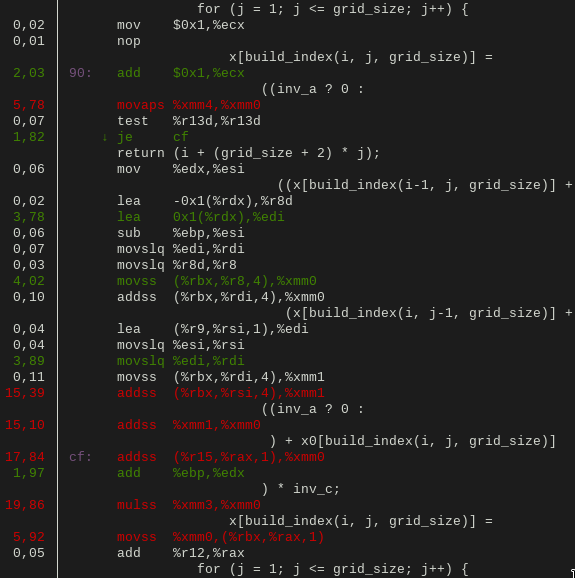 for (j = 1; j <= grid_size; j++) {
0,02 mov $0x1,%ecx
0,01 nop
x[build_index(i, j, grid_size)] =
2,03 90: add $0x1,%ecx
((inv_a ? 0 :
5,78 movaps %xmm4,%xmm0
0,07 test %r13d,%r13d
1,82 ↓ je cf
return (i + (grid_size + 2) * j);
0,06 mov %edx,%esi
((x[build_index(i-1, j, grid_size)] +
0,02 lea -0x1(%rdx),%r8d
3,78 lea 0x1(%rdx),%edi
0,06 sub %ebp,%esi
0,07 movslq %edi,%rdi
0,03 movslq %r8d,%r8
4,02 movss (%rbx,%r8,4),%xmm0
0,10 addss (%rbx,%rdi,4),%xmm0
(x[build_index(i, j-1, grid_size)] +
0,04 lea (%r9,%rsi,1),%edi
0,04 movslq %esi,%rsi
3,89 movslq %edi,%rdi
0,11 movss (%rbx,%rdi,4),%xmm1
15,39 addss (%rbx,%rsi,4),%xmm1
((inv_a ? 0 :
15,10 addss %xmm1,%xmm0
) + x0[build_index(i, j, grid_size)]
17,84 cf: addss (%r15,%rax,1),%xmm0
1,97 add %ebp,%edx
) * inv_c;
19,86 mulss %xmm3,%xmm0
x[build_index(i, j, grid_size)] =
5,92 movss %xmm0,(%rbx,%rax,1)
0,05 add %r12,%rax
for (j = 1; j <= grid_size; j++) {